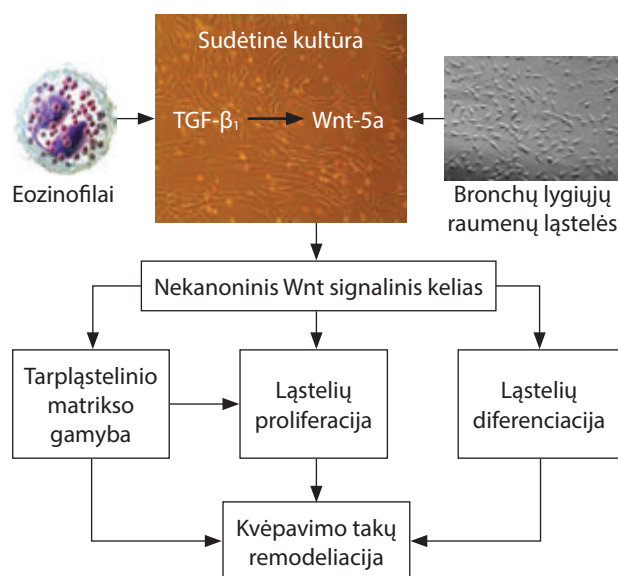 Sudėtinė kultūra
TGF-β₁
Wnt-5a
Eozinofilai
Bronchų lygiųjų
raumenų ląstelės
Nekanoninis Wnt signalinis kelias
Tarpląstelinio
matrikso
gamyba
Ląstelių
proliferacija
Ląstelių
diferenciacija
Kvėpavimo takų
remodeliacija